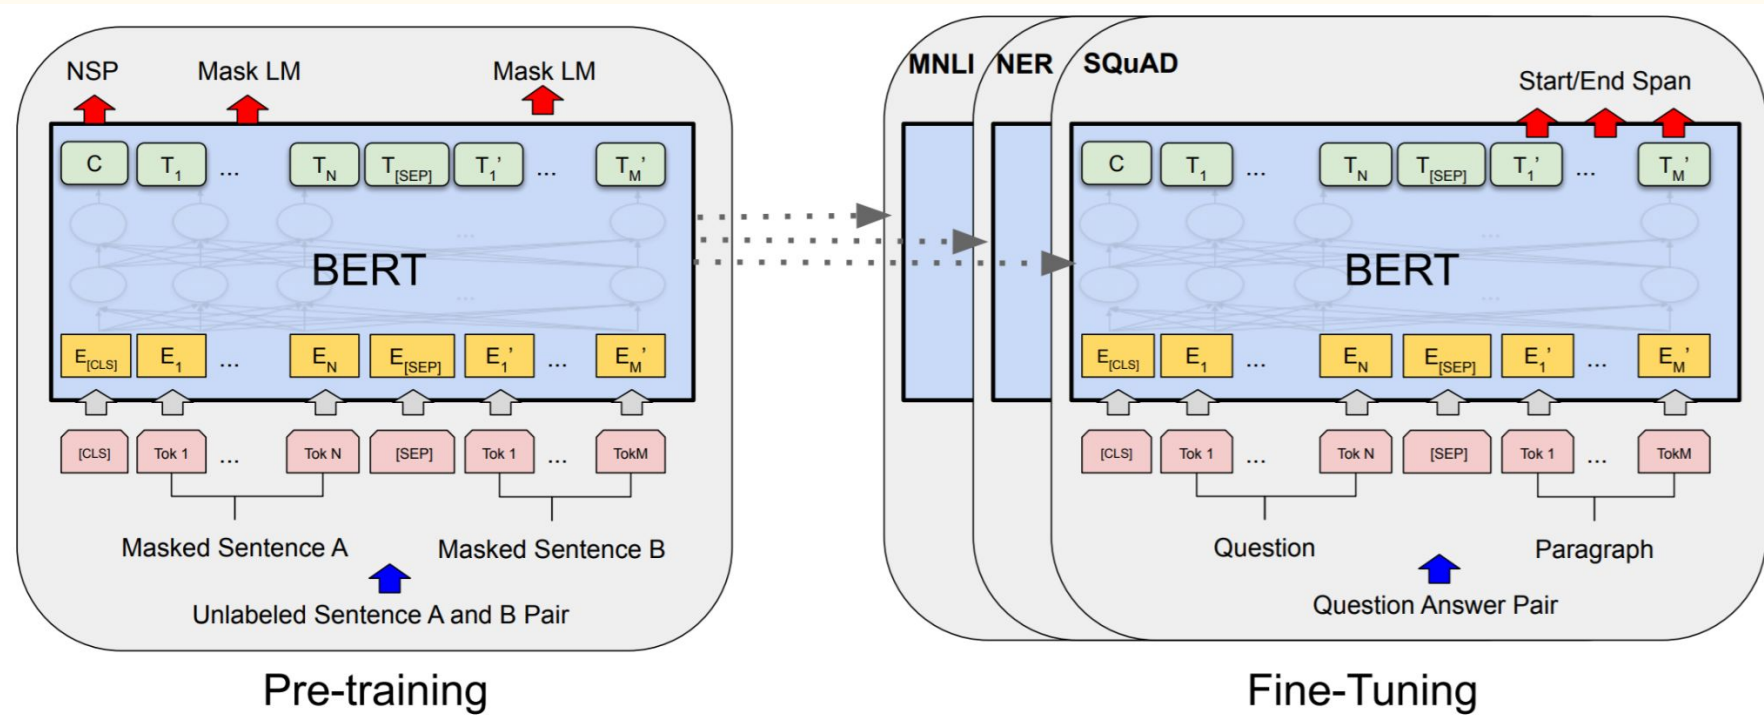 NSP Mask LM Mask LM
C T1 ... TN T[SEP] T1' ... TM'
...
BERT
...
E[CLS] E1 ... EN E[SEP] E1' ... EM'
[CLS] Tok 1 ... Tok N [SEP] Tok 1 ... TokM
Masked Sentence A Masked Sentence B
Unlabeled Sentence A and B Pair
Pre-training
MNLI NER SQuAD
Start/End Span
C T1 ... TN T[SEP] T1' ... TM'
...
BERT
...
E[CLS] E1 ... EN E[SEP] E1' ... EM'
[CLS] Tok 1 ... Tok N [SEP] Tok 1 ... TokM
Question Paragraph
Question Answer Pair
Fine-Tuning